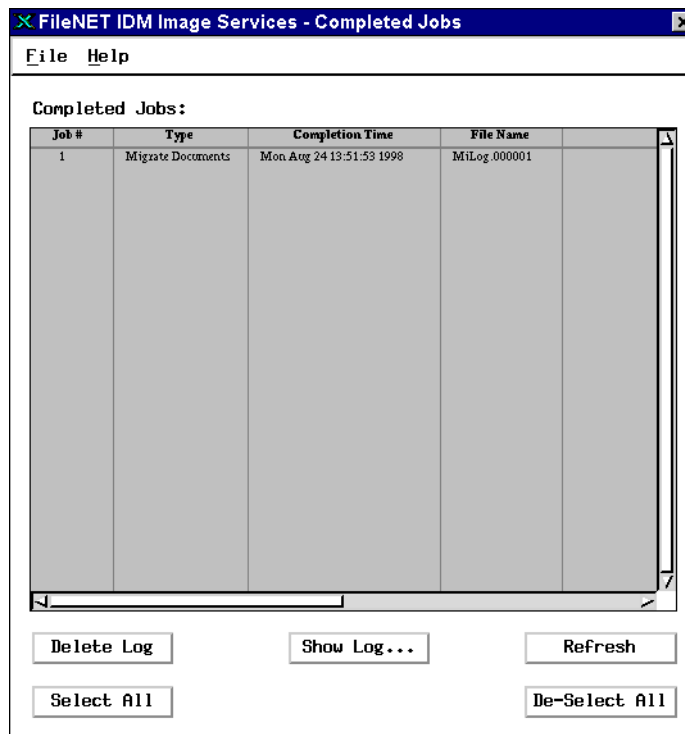 FileNET IDM Image Services - Completed Jobs
File Help
Completed Jobs:
Job # Type Completion Time File Name
1 Migrate Documents Mon Aug 24 13:51:53 1998 MiLog.000001
Delete Log Show Log... Refresh
Select All De-Select All